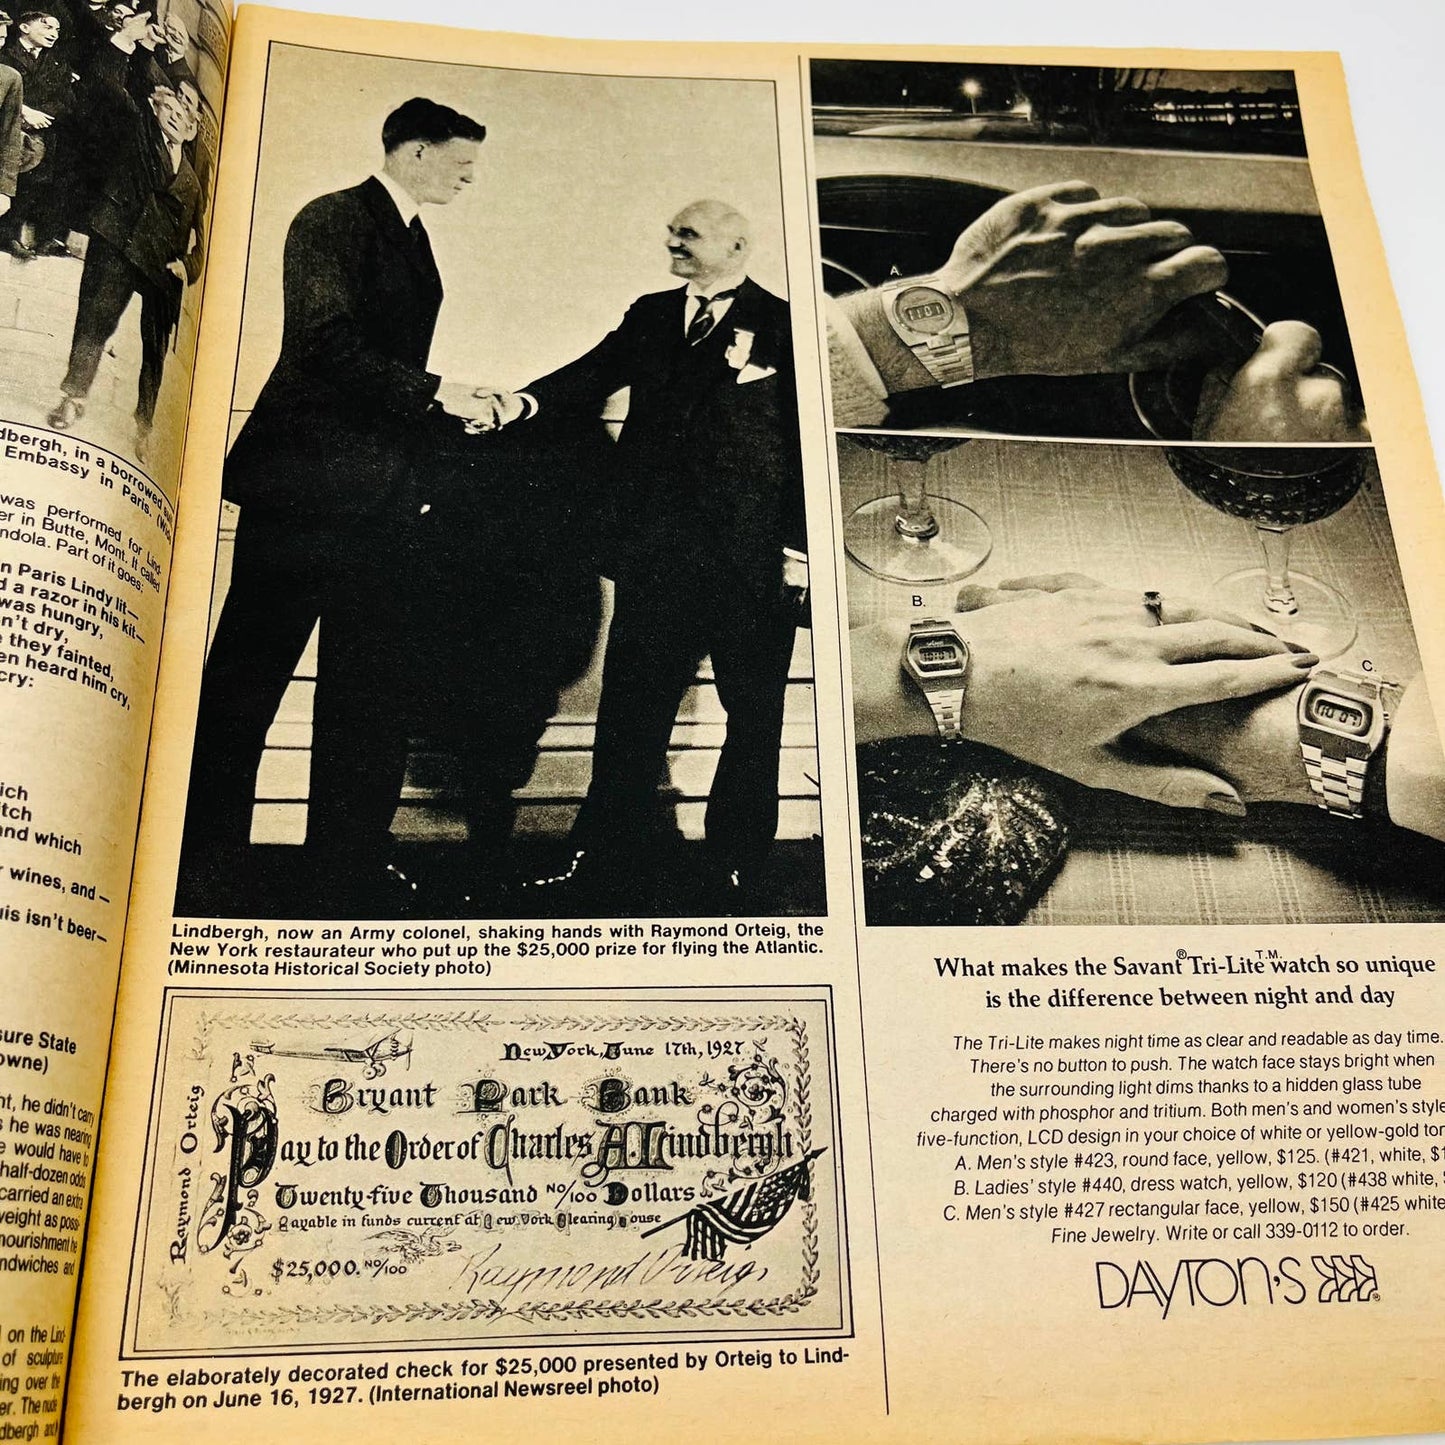 dbergh, in a borrowed
Embassy in Paris.
was performed for Lind-
er in Butte, Mont. It called
ndola. Part of it goes:
n Paris Lindy lit—
d a razor in his kit—
was hungry,
n't dry,
they fainted,
en heard him cry,
cry:
ich
itch
and which
wines, and —
uis isn't beer—
sure State
owne)
nt, he didn't carry
s he was nearing
e would have to
half-dozen odds
carried an extra
weight as poss-
nourishment he
ndwiches and
on the Lind-
of sculpture
ing over the
er. The nude
dbergh and
Lindbergh, now an Army colonel, shaking hands with Raymond Orteig, the
New York restaurateur who put up the $25,000 prize for flying the Atlantic.
(Minnesota Historical Society photo)
Raymond Orteig
New York, June 17th, 1927
Bryant Park Bank
Pay to the Order of Charles A. Lindbergh
Twenty-five Thousand No/100 Dollars
Payable in funds current at New York Clearing House
$25,000. No/100
Raymond Orteig
The elaborately decorated check for $25,000 presented by Orteig to Lind-
bergh on June 16, 1927. (International Newsreel photo)
A.
B.
C.
10:07
What makes the Savant® Tri-Lite T.M. watch so unique
is the difference between night and day
The Tri-Lite makes night time as clear and readable as day time.
There's no button to push. The watch face stays bright when
the surrounding light dims thanks to a hidden glass tube
charged with phosphor and tritium. Both men's and women's style
five-function, LCD design in your choice of white or yellow-gold
A. Men's style #423, round face, yellow, $125. (#421, white,
B. Ladies' style #440, dress watch, yellow, $120 (#438 white,
C. Men's style #427 rectangular face, yellow, $150 (#425 white
Fine Jewelry. Write or call 339-0112 to order.
DAYTON'S ®